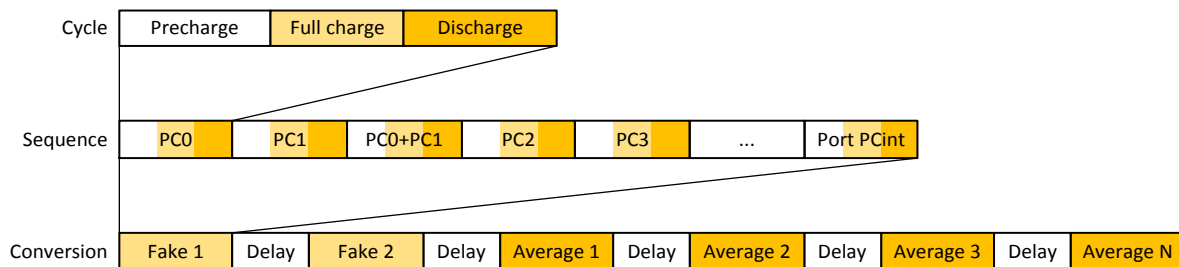 Cycle Precharge Full charge Discharge
Sequence PC0 PC1 PC0+PC1 PC2 PC3 ... Port PCint
Conversion Fake 1 Delay Fake 2 Delay Average 1 Delay Average 2 Delay Average 3 Delay Average N